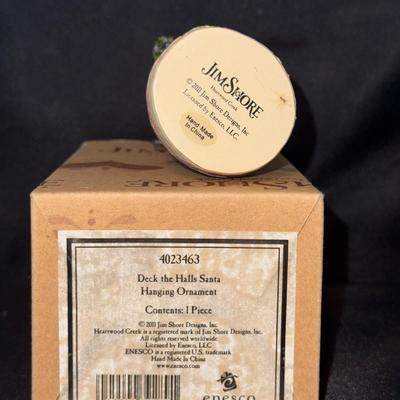 JIM SHORE
Heartwood Creek
© 2011 Jim Shore Designs, Inc
Licensed by Enesco, LLC.
Hand Made
In China
JIM SHORE
4023463
Deck the Halls Santa
Hanging Ornament
Contents: 1 Piece
© 2011 Jim Shore Designs, Inc.
Heartwood Creek is a registered trademark of Jim Shore Designs, Inc.
All rights reserved worldwide
Licensed by Enesco, LLC
ENESCO is a registered U.S. trademark
Hand Made In China
www.enesco.com
enesco